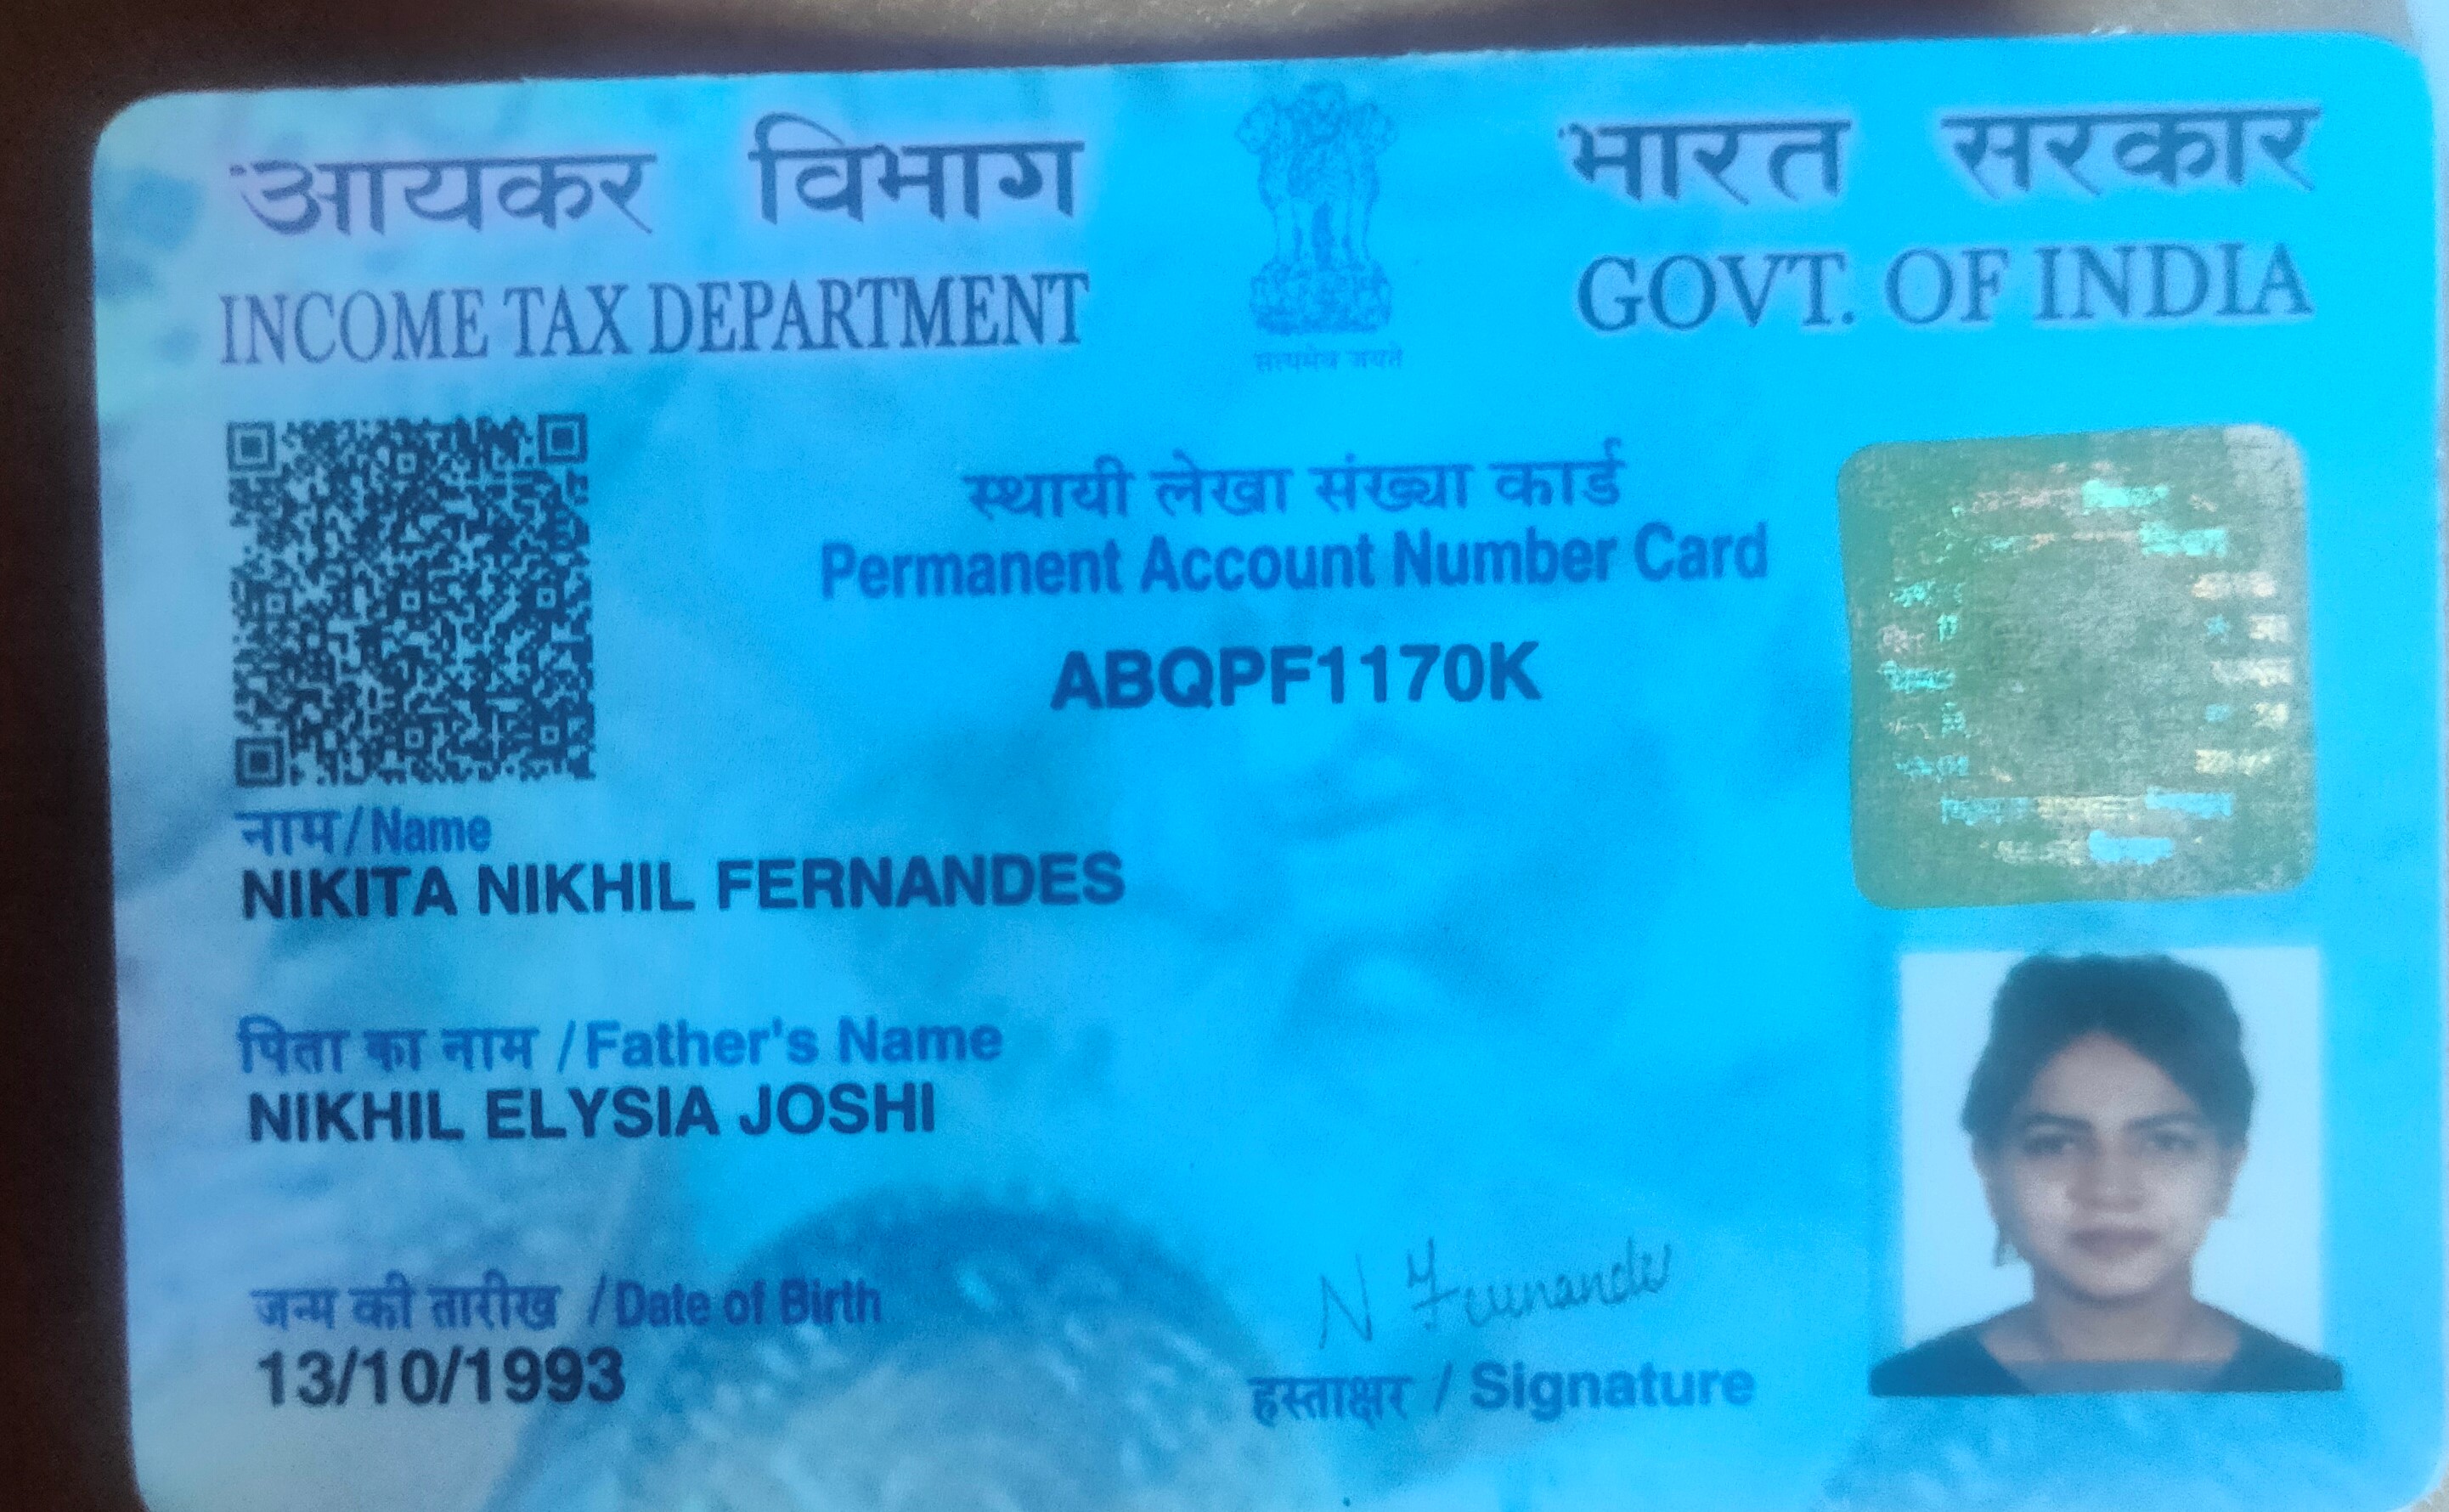 आयकर विभाग
INCOME TAX DEPARTMENT
सत्यमेव जयते
भारत सरकार
GOVT. OF INDIA
स्थायी लेखा संख्या कार्ड
Permanent Account Number Card
ABQPF1170K
नाम/Name
NIKITA NIKHIL FERNANDES
पिता का नाम /Father's Name
NIKHIL ELYSIA JOSHI
जन्म की तारीख /Date of Birth
13/10/1993
N Fernandes
हस्ताक्षर / Signature